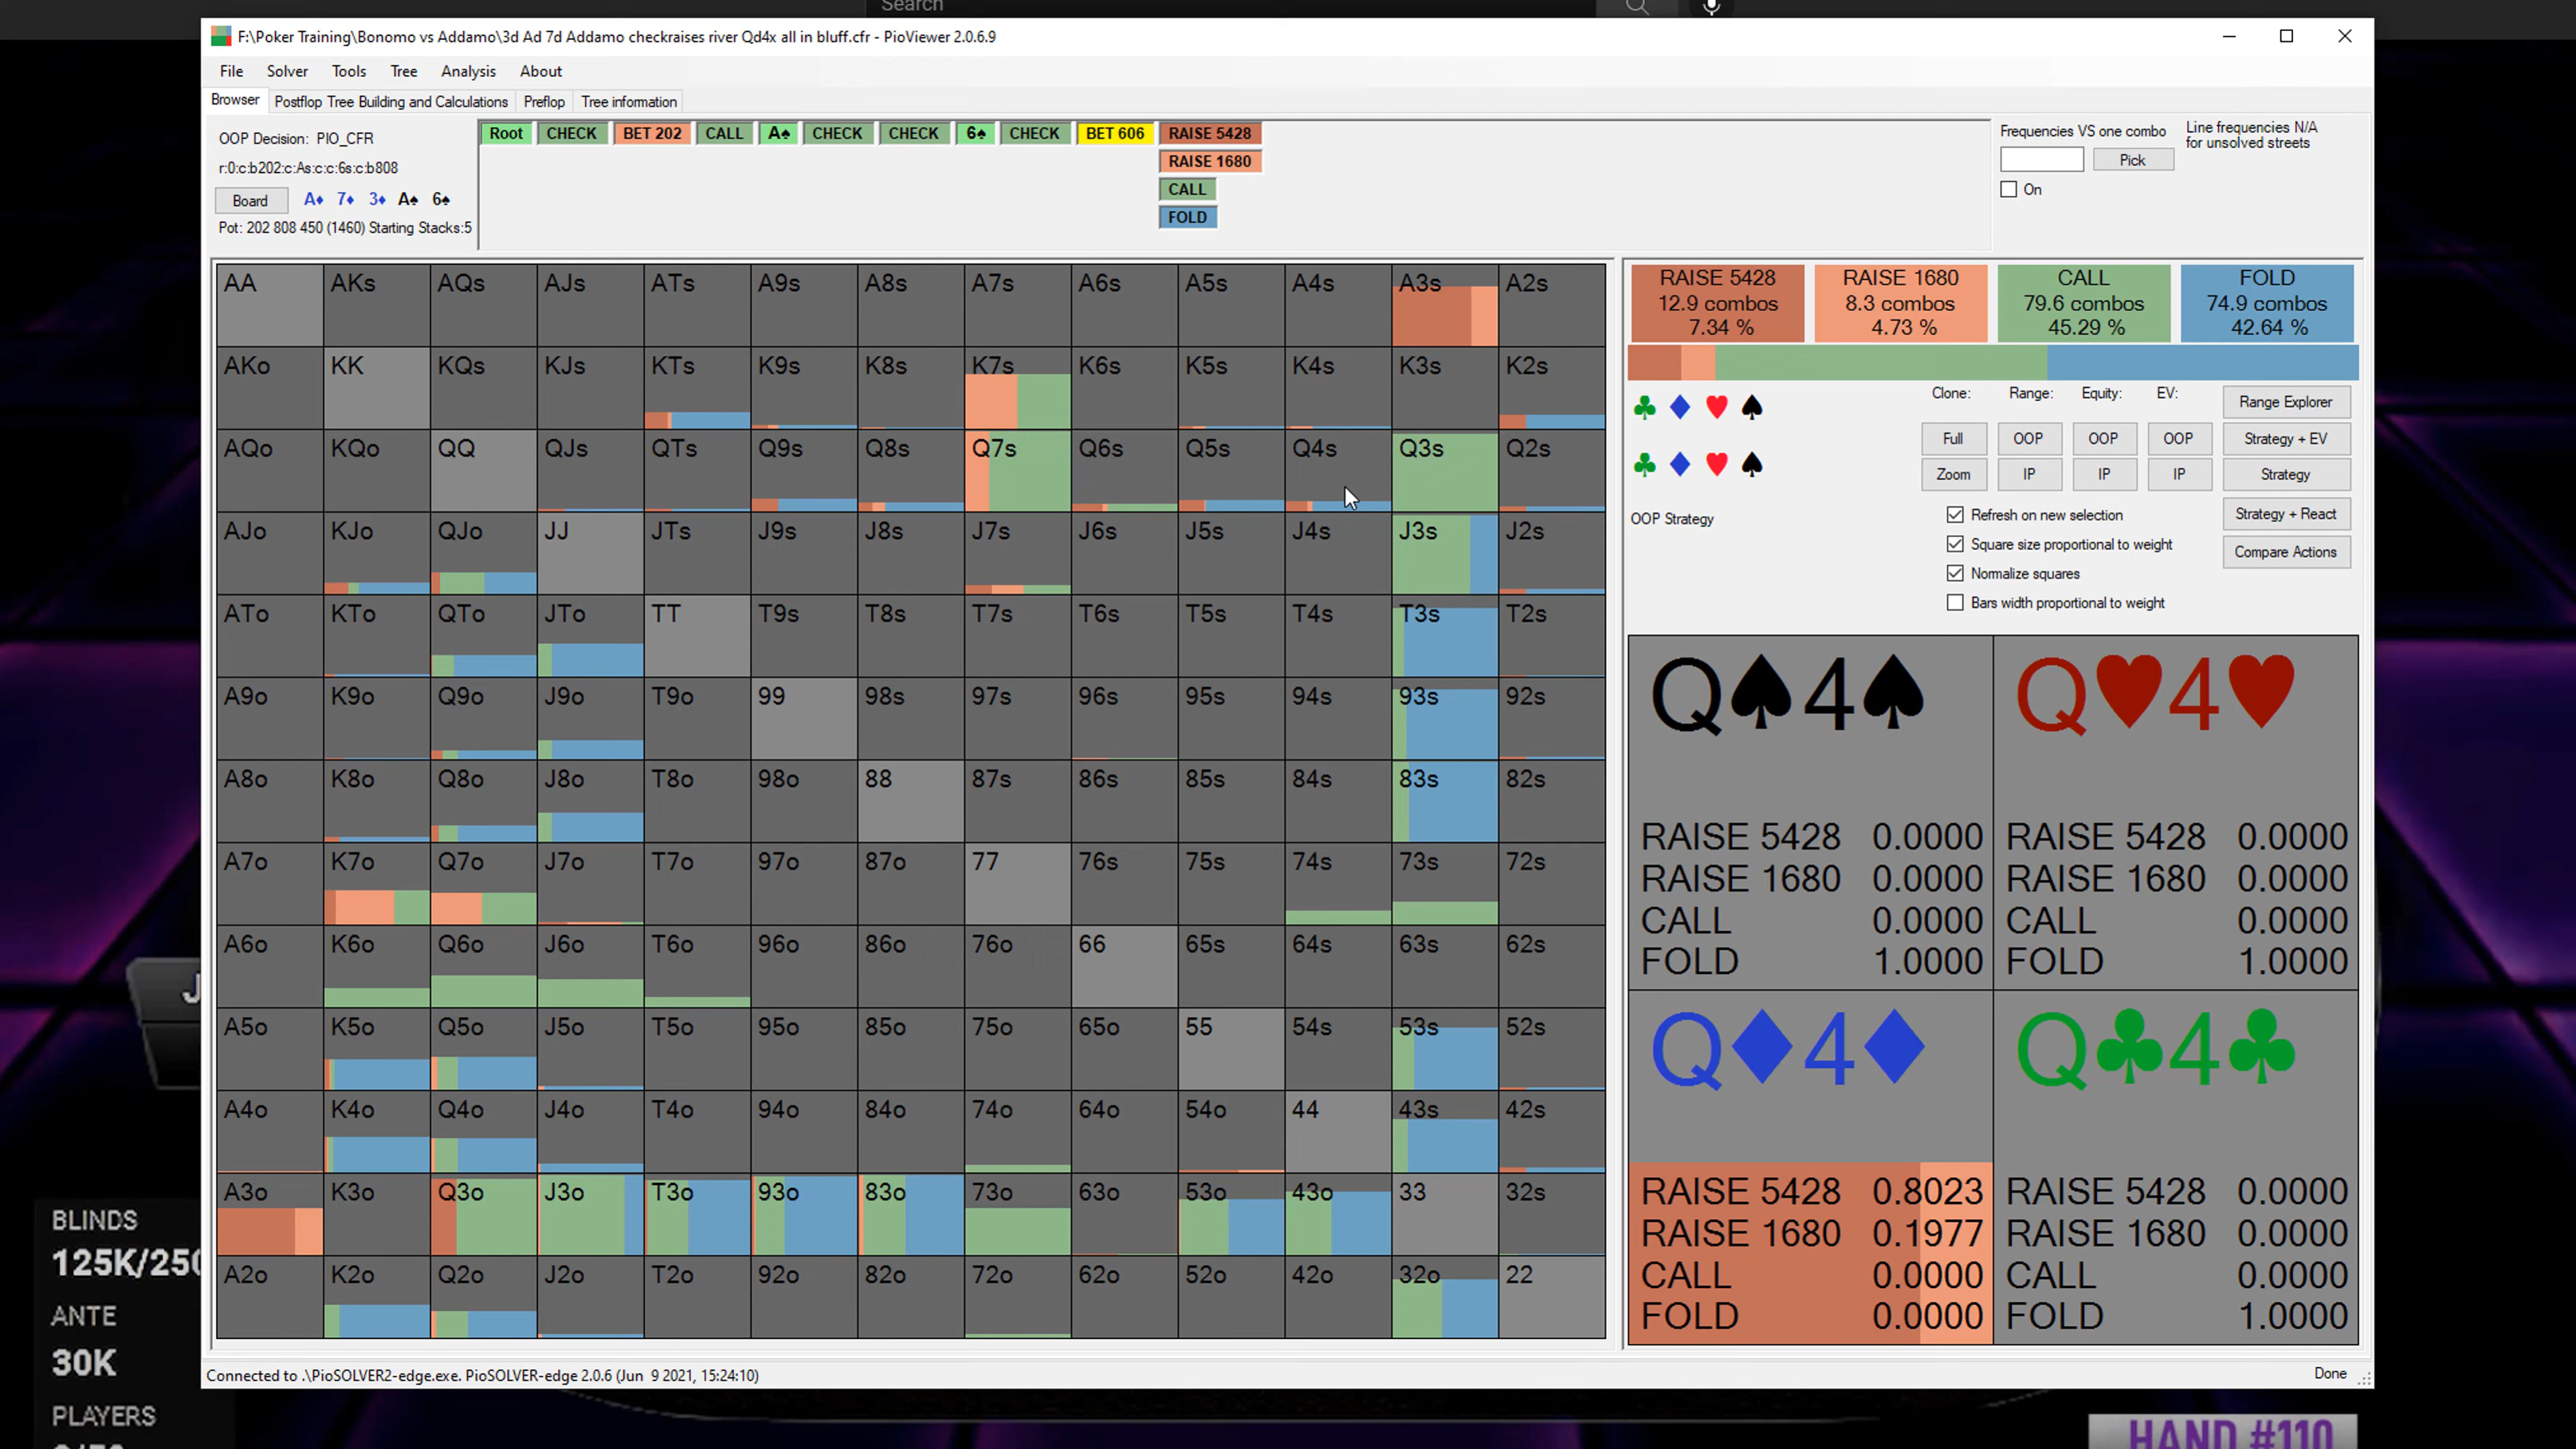 Search
F:\Poker Training\Bonomo vs Addamo\3d Ad 7d Addamo checkraises river Qd4x all in bluff.cfr - PioViewer 2.0.6.9
File Solver Tools Tree Analysis About
Browser Postflop Tree Building and Calculations Preflop Tree information
OOP Decision: PIO_CFR
r:0:c:b202:c:As:c:c:6s:c:b808
Board A♦ 7♦ 3♦ A♠ 6♠
Pot: 202 808 450 (1460) Starting Stacks:5
Root CHECK BET 202 CALL A♠ CHECK CHECK 6♠ CHECK BET 606 RAISE 5428
RAISE 1680
CALL
FOLD
Frequencies VS one combo
Pick
On
Line frequencies N/A
for unsolved streets
AA AKs AQs AJs ATs A9s A8s A7s A6s A5s A4s A3s A2s
AKo KK KQs KJs KTs K9s K8s K7s K6s K5s K4s K3s K2s
AQo KQo QQ QJs QTs Q9s Q8s Q7s Q6s Q5s Q4s Q3s Q2s
AJo KJo QJo JJ JTs J9s J8s J7s J6s J5s J4s J3s J2s
ATo KTo QTo JTo TT T9s T8s T7s T6s T5s T4s T3s T2s
A9o K9o Q9o J9o T9o 99 98s 97s 96s 95s 94s 93s 92s
A8o K8o Q8o J8o T8o 98o 88 87s 86s 85s 84s 83s 82s
A7o K7o Q7o J7o T7o 97o 87o 77 76s 75s 74s 73s 72s
A6o K6o Q6o J6o T6o 96o 86o 76o 66 65s 64s 63s 62s
A5o K5o Q5o J5o T5o 95o 85o 75o 65o 55 54s 53s 52s
A4o K4o Q4o J4o T4o 94o 84o 74o 64o 54o 44 43s 42s
A3o K3o Q3o J3o T3o 93o 83o 73o 63o 53o 43o 33 32s
A2o K2o Q2o J2o T2o 92o 82o 72o 62o 52o 42o 32o 22
RAISE 5428 RAISE 1680 CALL FOLD
12.9 combos 8.3 combos 79.6 combos 74.9 combos
7.34 % 4.73 % 45.29 % 42.64 %
♣ ♦ ♥ ♠
♣ ♦ ♥ ♠
Clone: Range: Equity: EV: Range Explorer
Full OOP OOP OOP Strategy + EV
Zoom IP IP IP Strategy
OOP Strategy
Refresh on new selection Strategy + React
Square size proportional to weight Compare Actions
Normalize squares
Bars width proportional to weight
Q♠4♠
RAISE 5428 0.0000
RAISE 1680 0.0000
CALL 0.0000
FOLD 1.0000
Q♥4♥
RAISE 5428 0.0000
RAISE 1680 0.0000
CALL 0.0000
FOLD 1.0000
Q♦4♦
RAISE 5428 0.8023
RAISE 1680 0.1977
CALL 0.0000
FOLD 0.0000
Q♣4♣
RAISE 5428 0.0000
RAISE 1680 0.0000
CALL 0.0000
FOLD 1.0000
Connected to .\PioSOLVER2-edge.exe. PioSOLVER-edge 2.0.6 (Jun 9 2021, 15:24:10)
Done
BLINDS
125K/250
ANTE
30K
PLAYERS
HAND #110